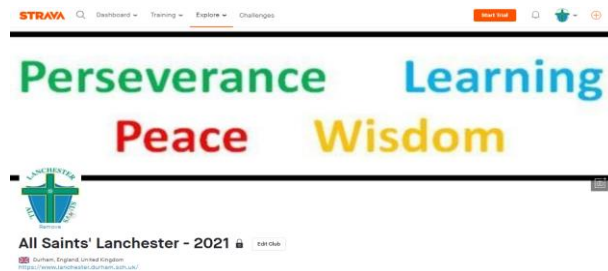 STRAVA Dashboard Training Explore Challenges Start Trial
Perseverance Learning
Peace Wisdom
LANCHESTER
ALL SAINTS
Remove
All Saints' Lanchester - 2021 Edit Club
Durham, England, United Kingdom
https://www.lanchester.durham.sch.uk/